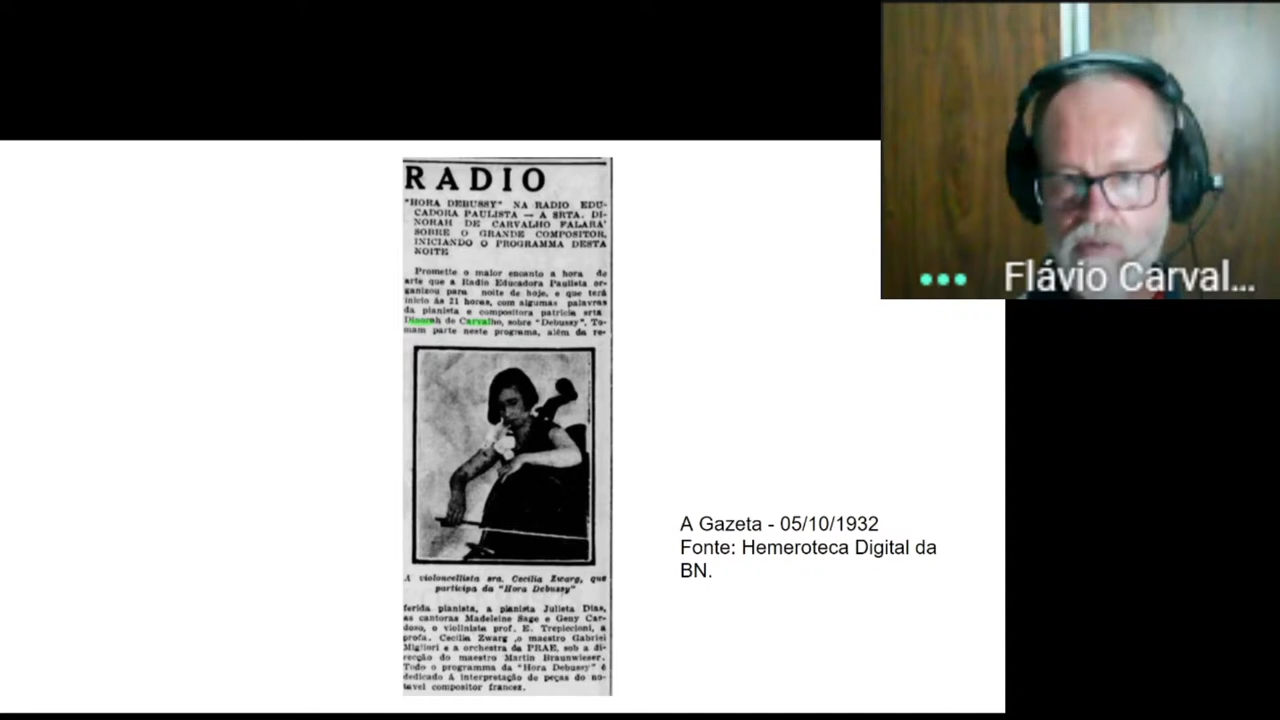 RADIO
"HORA DEBUSSY" NA RADIO EDU-
CADORA PAULISTA — A SRTA. DI-
NORAH DE CARVALHO FALARA'
SOBRE O GRANDE COMPOSITOR,
INICIANDO O PROGRAMMA DESTA
NOITE
Promette o maior encanto a hora de
arte que a Radio Educadora Paulista or-
ganizou para noite de hoje, e que terá
inicio ás 21 horas, com algumas palavras
da pianista e compositora patricia srta
Dinorah de Carvalho, sobre "Debussy". To-
mam parte neste programa, além da re-
A violoncellista sra. Cecilia Zwarg, que
participa da "Hora Debussy"
ferida pianista, a pianista Julieta Dias,
as cantoras Madeleine Sage e Geny Car-
doso, o violinista prof. E. Trepiccioni, a
profa. Cecilia Zwarg ,o maestro Gabriel
Migliori e a orchestra da PRAE, sob a di-
recção do maestro Martin Braunwieser.
Todo o programma da "Hora Debussy" é
dedicado á interpretação de peças do no-
tavel compositor francez.
A Gazeta - 05/10/1932
Fonte: Hemeroteca Digital da
BN.
Flávio Carval...